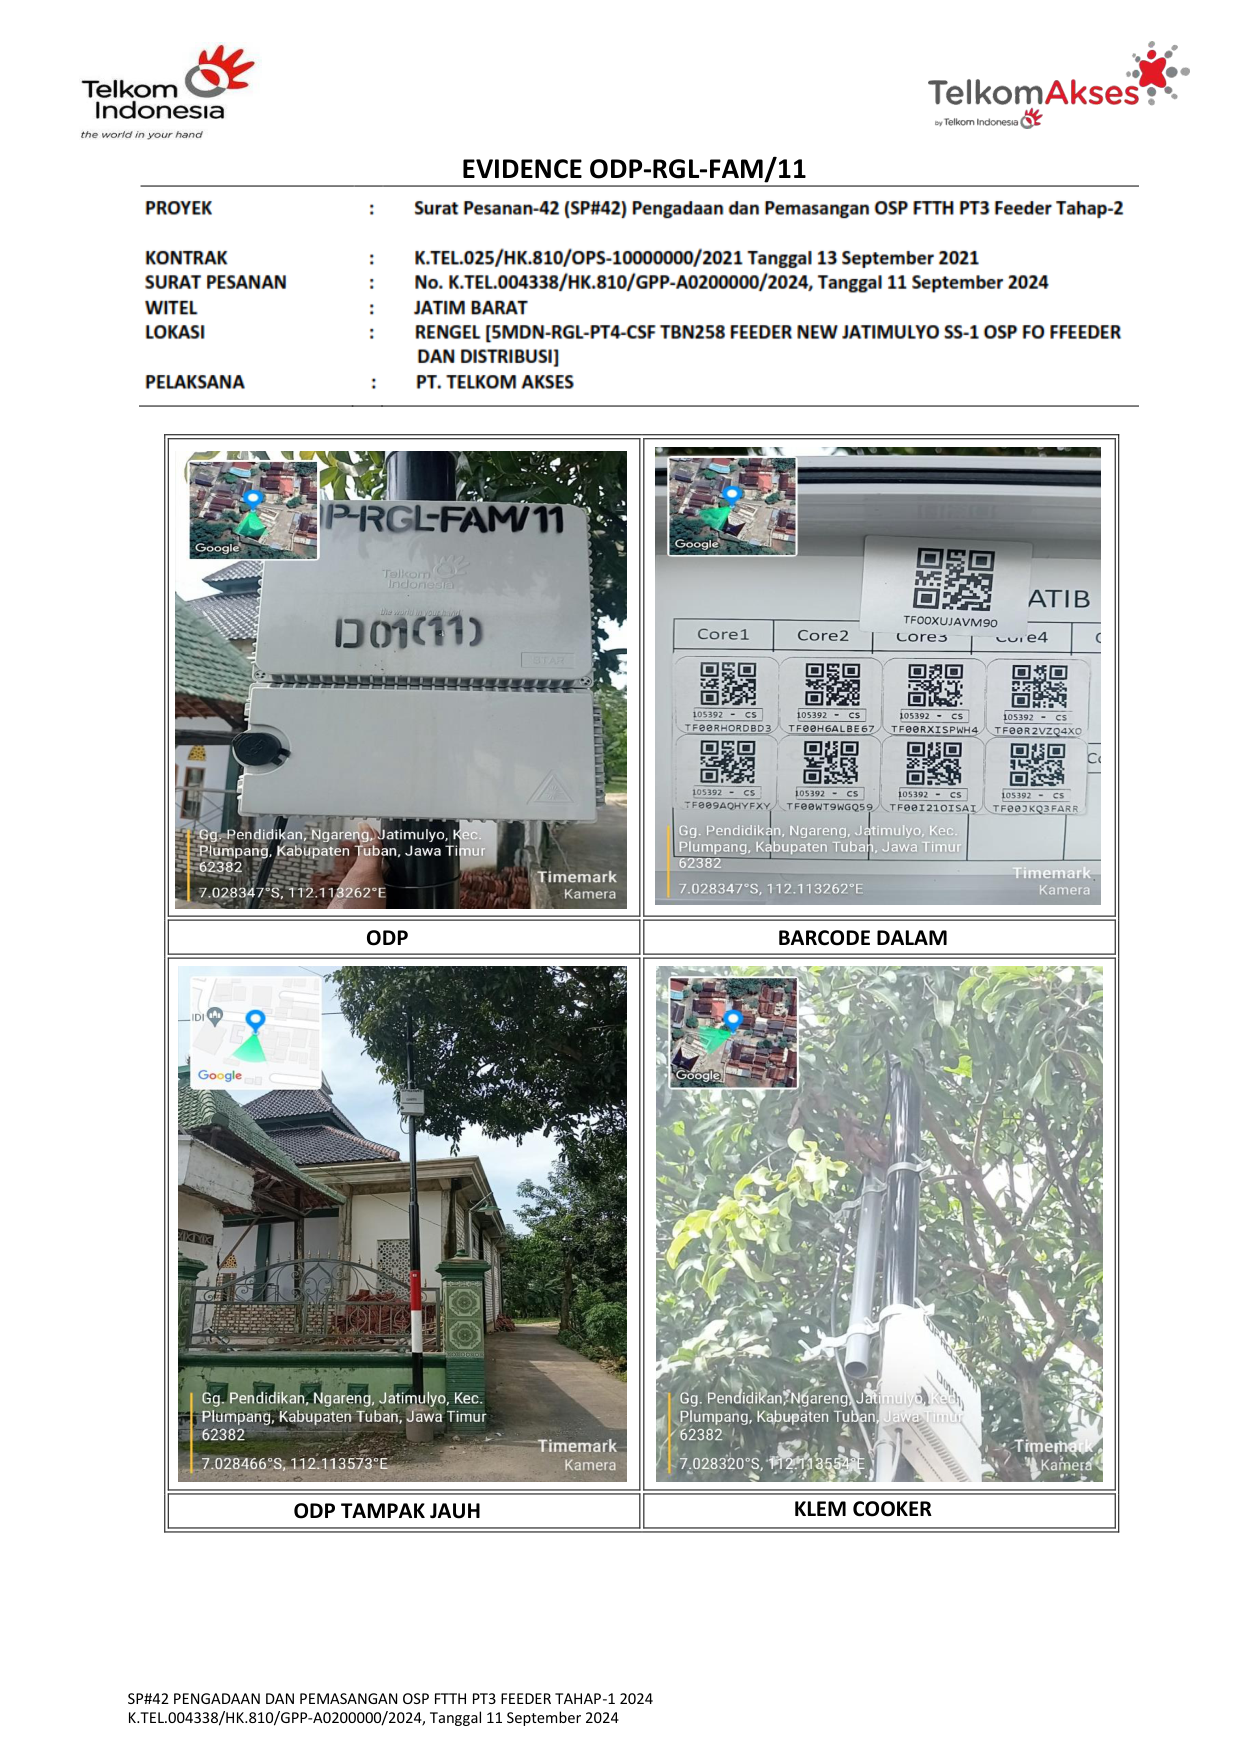 Telkom
Indonesia
the world in your hand
TelkomAkses
by Telkom Indonesia
EVIDENCE ODP-RGL-FAM/11
PROYEK : Surat Pesanan-42 (SP#42) Pengadaan dan Pemasangan OSP FTTH PT3 Feeder Tahap-2
KONTRAK : K.TEL.025/HK.810/OPS-10000000/2021 Tanggal 13 September 2021
SURAT PESANAN : No. K.TEL.004338/HK.810/GPP-A0200000/2024, Tanggal 11 September 2024
WITEL : JATIM BARAT
LOKASI : RENGEL [5MDN-RGL-PT4-CSF TBN258 FEEDER NEW JATIMULYO SS-1 OSP FO FFEEDER
DAN DISTRIBUSI]
PELAKSANA : PT. TELKOM AKSES
Google
P-RGL-FAM/11
Telkom
Indonesia
the world in your hand
D01(11)
Gg. Pendidikan, Ngareng, Jatimulyo, Kec.
Plumpang, Kabupaten Tuban, Jawa Timur
62382
7.028347°S, 112.113262°E
Timemark
Kamera
Google
TF00XUJAVM90
ATIB
Core1 Core2 Core3 Core4
105392 - CS 105392 - CS 105392 - CS 105392 - CS
TF00RHORDBD3 TF00H6ALBE67 TF00RXISPWH4 TF00R2VZQ4XO
105392 - CS 105392 - CS 105392 - CS 105392 - CS
TF009AQHYFXY TF00WT9WGQ59 TF00I21OISAI TF00JKQ3FARR
Gg. Pendidikan, Ngareng, Jatimulyo, Kec.
Plumpang, Kabupaten Tuban, Jawa Timur
62382
7.028347°S, 112.113262°E
Timemark
Kamera
ODP
BARCODE DALAM
IDI
Google
Gg. Pendidikan, Ngareng, Jatimulyo, Kec.
Plumpang, Kabupaten Tuban, Jawa Timur
62382
7.028466°S, 112.113573°E
Timemark
Kamera
Google
Gg. Pendidikan, Ngareng, Jatimulyo, Kec.
Plumpang, Kabupaten Tuban, Jawa Timur
62382
7.028320°S, 112.113554°E
Timemark
Kamera
ODP TAMPAK JAUH
KLEM COOKER
SP#42 PENGADAAN DAN PEMASANGAN OSP FTTH PT3 FEEDER TAHAP-1 2024
K.TEL.004338/HK.810/GPP-A0200000/2024, Tanggal 11 September 2024